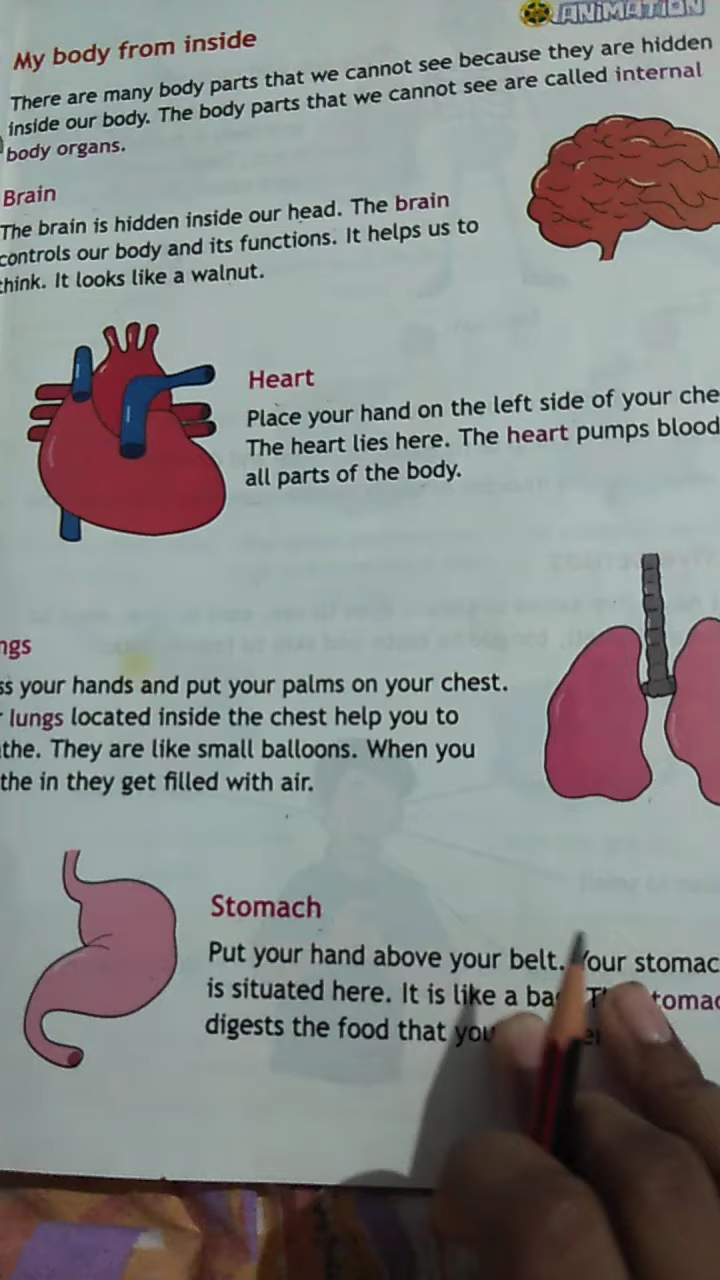 ANiMATiON
My body from inside
There are many body parts that we cannot see because they are hidden
inside our body. The body parts that we cannot see are called internal
body organs.
Brain
The brain is hidden inside our head. The brain
controls our body and its functions. It helps us to
think. It looks like a walnut.
Heart
Place your hand on the left side of your che
The heart lies here. The heart pumps blood
all parts of the body.
ngs
ss your hands and put your palms on your chest.
lungs located inside the chest help you to
the. They are like small balloons. When you
the in they get filled with air.
Stomach
Put your hand above your belt. Your stomac
is situated here. It is like a ba
tomac
digests the food that you